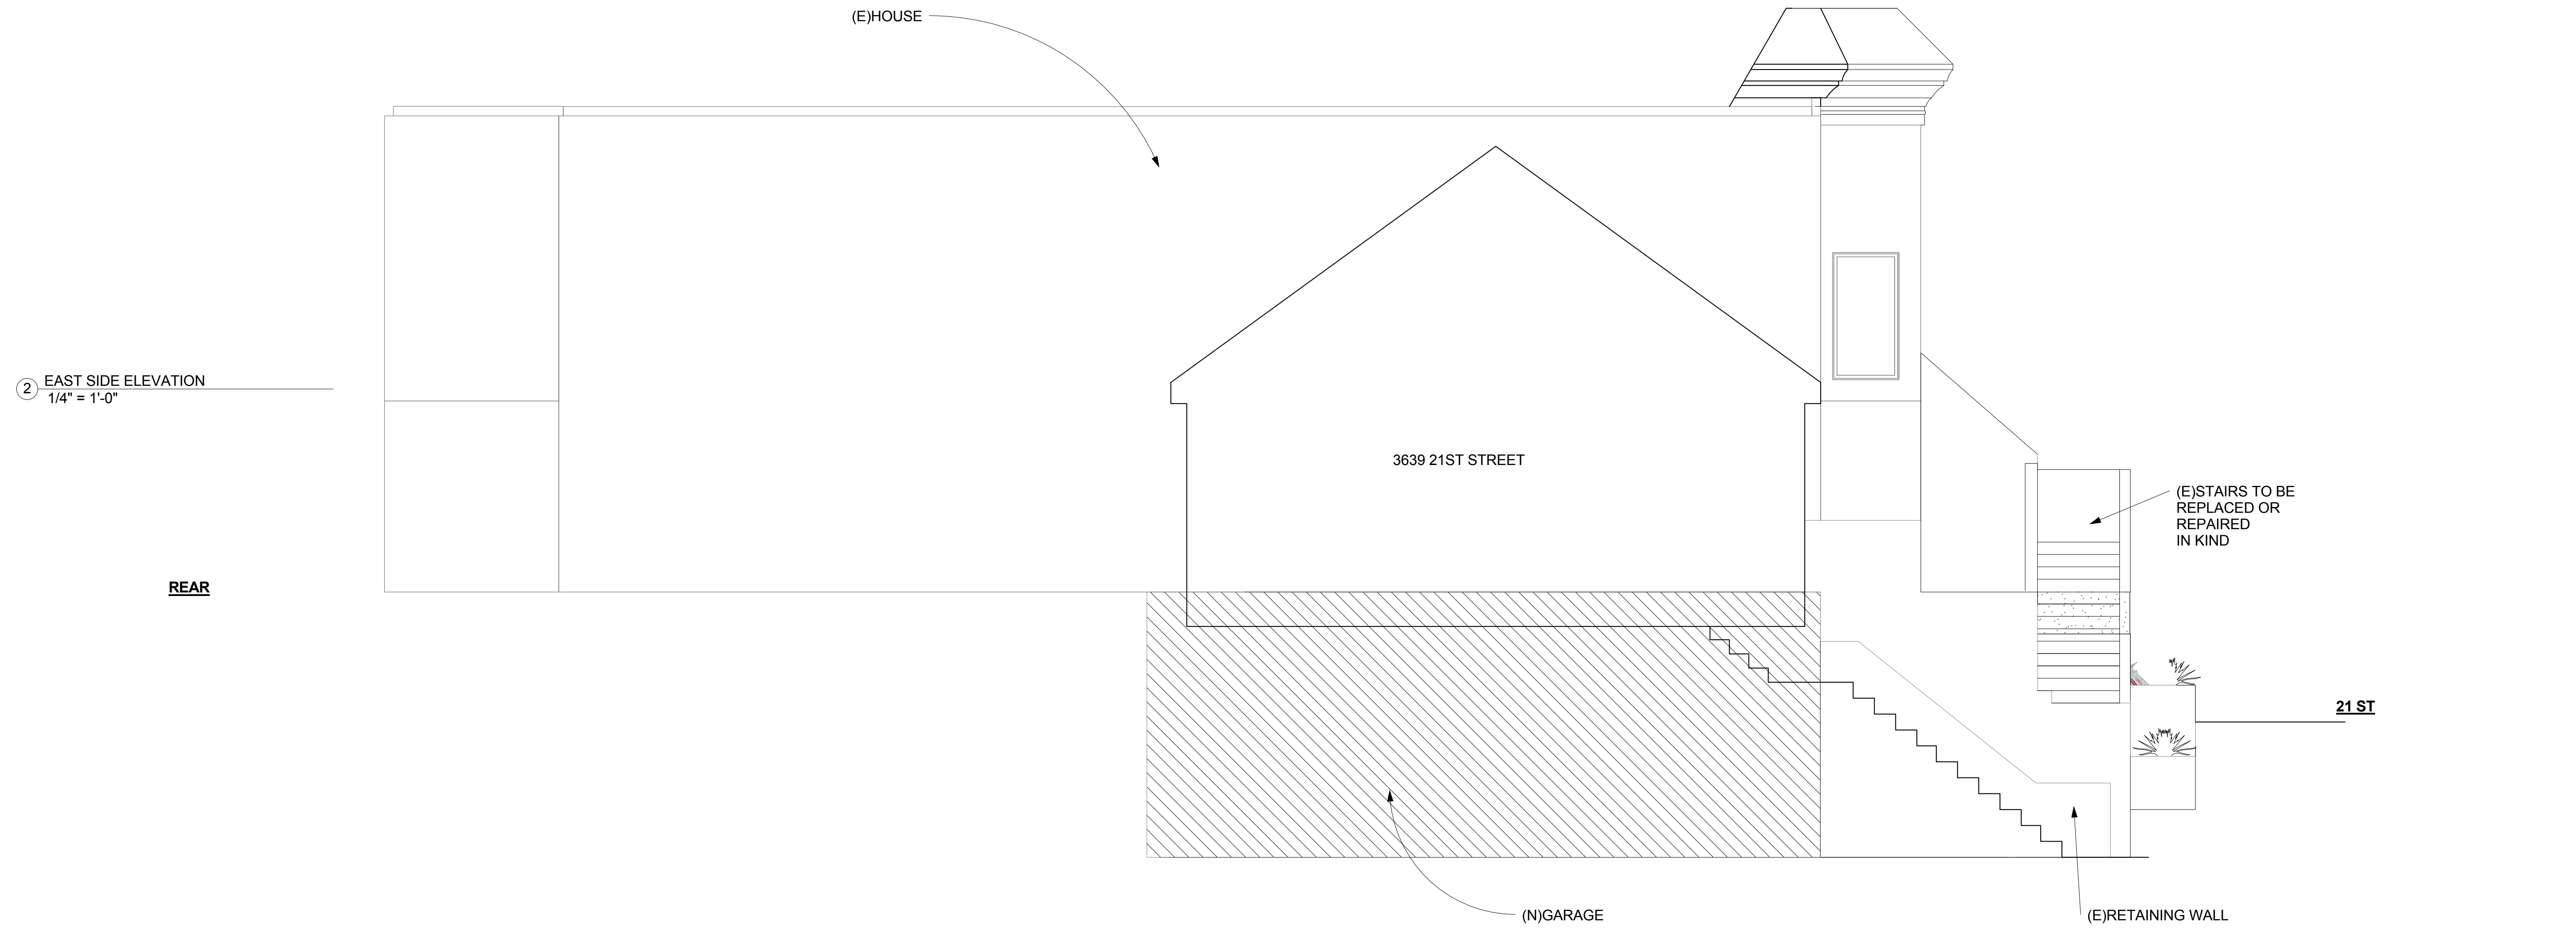 (E)HOUSE
2
EAST SIDE ELEVATION
1/4" = 1'-0"
3639 21ST STREET
(E)STAIRS TO BE
REPLACED OR
REPAIRED
IN KIND
REAR
21 ST
(N)GARAGE
(E)RETAINING WALL